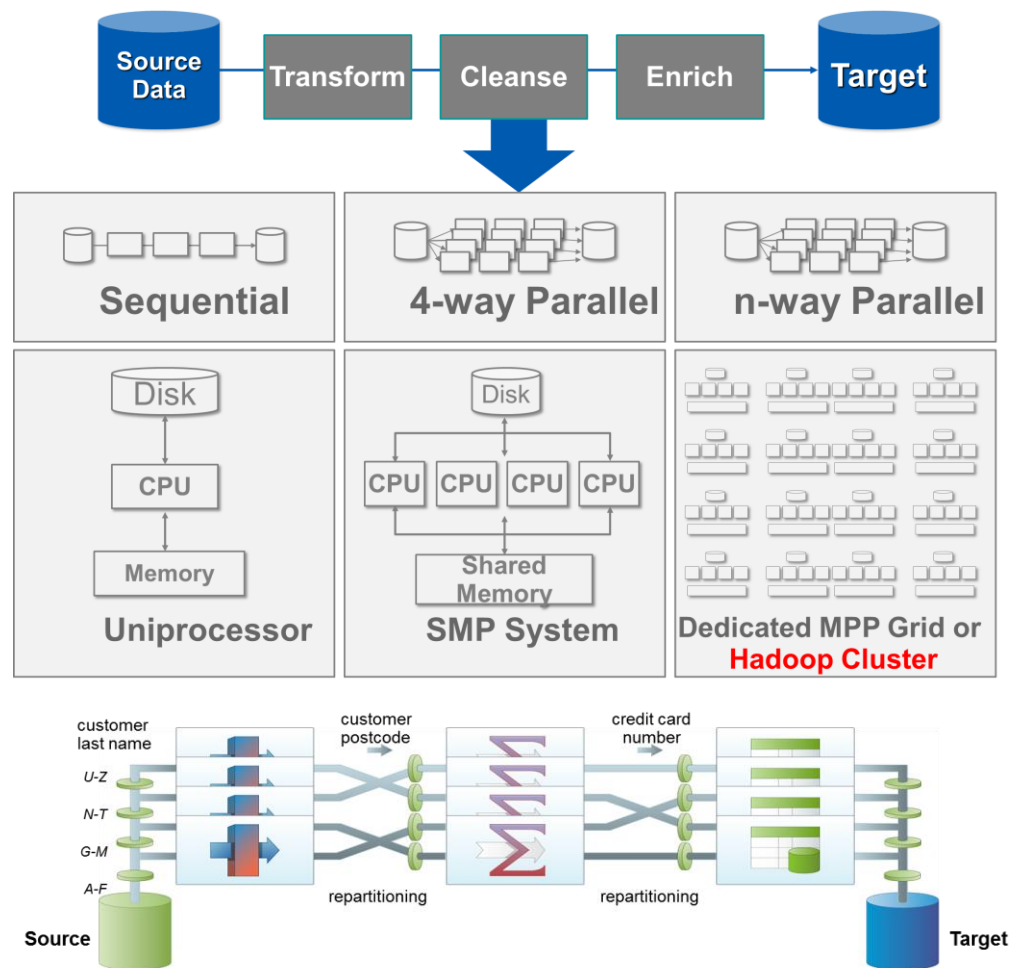 Source
Data
Transform
Cleanse
Enrich
Target
Sequential
4-way Parallel
n-way Parallel
Disk
CPU
Memory
Uniprocessor
Disk
CPU
CPU
CPU
CPU
Shared
Memory
SMP System
Dedicated MPP Grid or
Hadoop Cluster
customer
last name
customer
postcode
credit card
number
U-Z
N-T
G-M
A-F
repartitioning
repartitioning
Source
Target